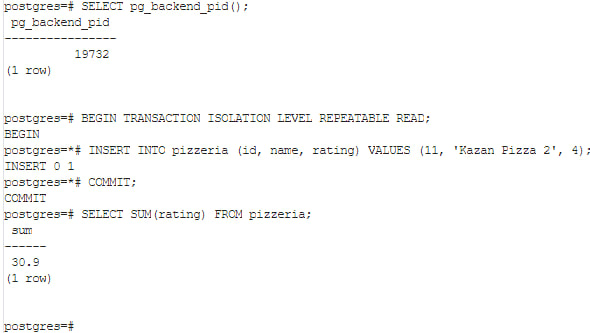 postgres=# SELECT pg_backend_pid();
 pg_backend_pid
----------------
          19732
(1 row)
postgres=# BEGIN TRANSACTION ISOLATION LEVEL REPEATABLE READ;
BEGIN
postgres=*# INSERT INTO pizzeria (id, name, rating) VALUES (11, 'Kazan Pizza 2', 4);
INSERT 0 1
postgres=*# COMMIT;
COMMIT
postgres=# SELECT SUM(rating) FROM pizzeria;
 sum
------
 30.9
(1 row)
postgres=#